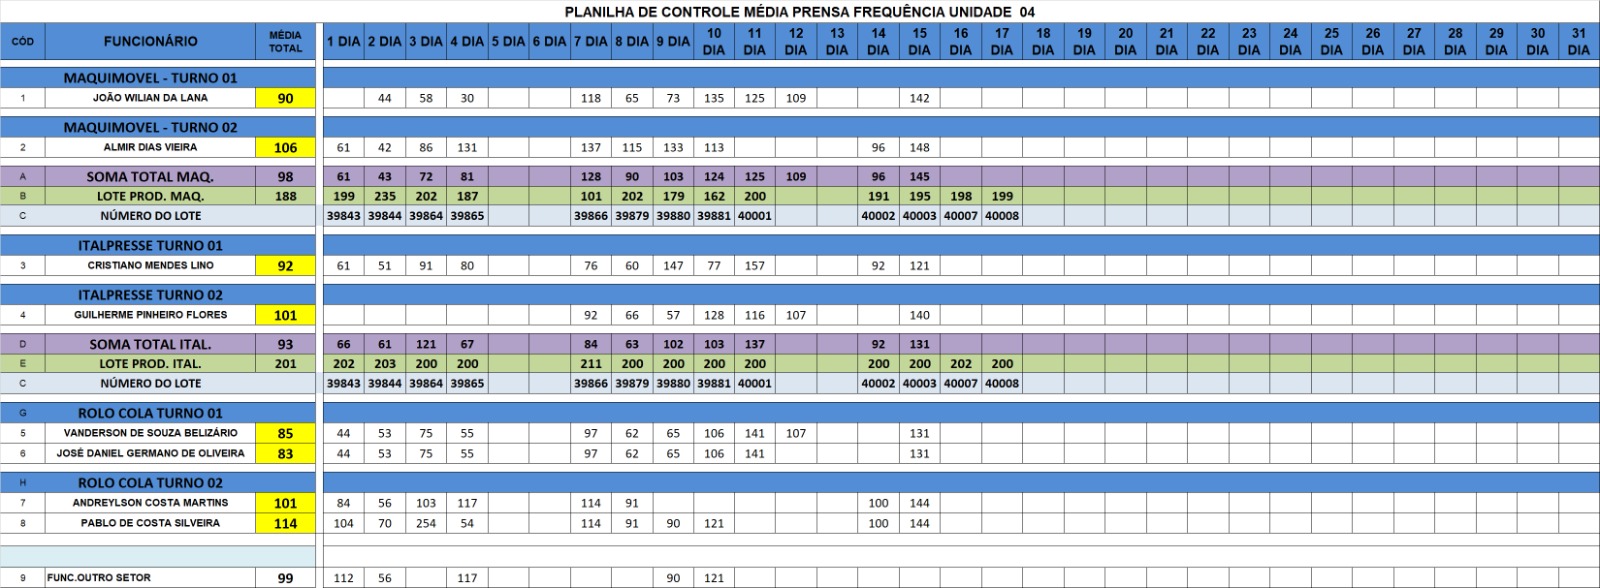 PLANILHA DE CONTROLE MÉDIA PRENSA FREQUÊNCIA UNIDADE 04
CÓD FUNCIONÁRIO MÉDIA TOTAL 1 DIA 2 DIA 3 DIA 4 DIA 5 DIA 6 DIA 7 DIA 8 DIA 9 DIA 10 DIA 11 DIA 12 DIA 13 DIA 14 DIA 15 DIA 16 DIA 17 DIA 18 DIA 19 DIA 20 DIA 21 DIA 22 DIA 23 DIA 24 DIA 25 DIA 26 DIA 27 DIA 28 DIA 29 DIA 30 DIA 31 DIA
MAQUIMOVEL - TURNO 01
1 JOÃO WILIAN DA LANA 90 44 58 30 118 65 73 135 125 109 142
MAQUIMOVEL - TURNO 02
2 ALMIR DIAS VIEIRA 106 61 42 86 131 137 115 133 113 96 148
A SOMA TOTAL MAQ. 98 61 43 72 81 128 90 103 124 125 109 96 145
B LOTE PROD. MAQ. 188 199 235 202 187 101 202 179 162 200 191 195 198 199
C NÚMERO DO LOTE 39843 39844 39864 39865 39866 39879 39880 39881 40001 40002 40003 40007 40008
ITALPRESSE TURNO 01
3 CRISTIANO MENDES LINO 92 61 51 91 80 76 60 147 77 157 92 121
ITALPRESSE TURNO 02
4 GUILHERME PINHEIRO FLORES 101 92 66 57 128 116 107 140
D SOMA TOTAL ITAL. 93 66 61 121 67 84 63 102 103 137 92 131
E LOTE PROD. ITAL. 201 202 203 200 200 211 200 200 200 200 200 200 202 200
C NÚMERO DO LOTE 39843 39844 39864 39865 39866 39879 39880 39881 40001 40002 40003 40007 40008
G ROLO COLA TURNO 01
5 VANDERSON DE SOUZA BELIZÁRIO 85 44 53 75 55 97 62 65 106 141 107 131
6 JOSÉ DANIEL GERMANO DE OLIVEIRA 83 44 53 75 55 97 62 65 106 141 131
H ROLO COLA TURNO 02
7 ANDREYLSON COSTA MARTINS 101 84 56 103 117 114 91 100 144
8 PABLO DE COSTA SILVEIRA 114 104 70 254 54 114 91 90 121 100 144
9 FUNC.OUTRO SETOR 99 112 56 117 90 121